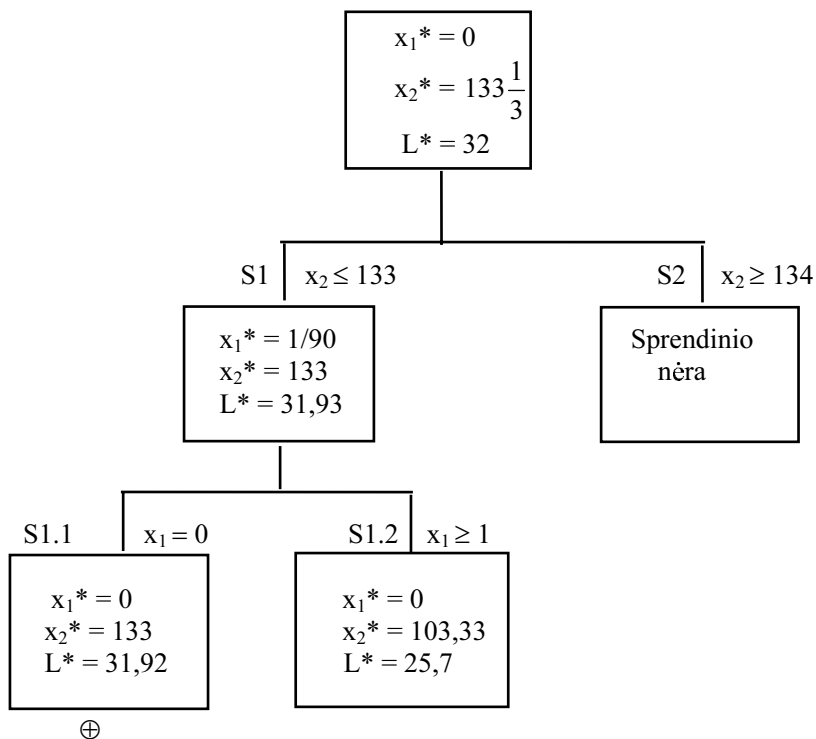 x₁* = 0
x₂* = 133 1/3
L* = 32
S1 x₂ ≤ 133
S2 x₂ ≥ 134
x₁* = 1/90
x₂* = 133
L* = 31,93
Sprendinio
nėra
S1.1 x₁ = 0
S1.2 x₁ ≥ 1
x₁* = 0
x₂* = 133
L* = 31,92
x₁* = 0
x₂* = 103,33
L* = 25,7
⊕